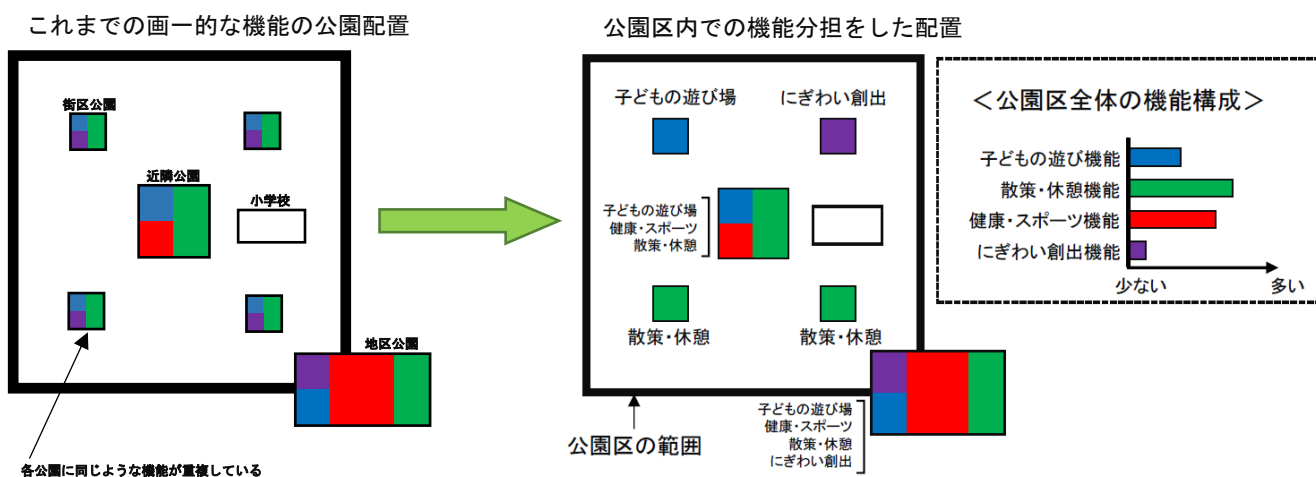 これまでの画一的な機能の公園配置
街区公園
近隣公園
小学校
地区公園
各公園に同じような機能が重複している
公園区内での機能分担をした配置
子どもの遊び場
にぎわい創出
子どもの遊び場
健康・スポーツ
散策・休憩
散策・休憩
散策・休憩
子どもの遊び場
健康・スポーツ
散策・休憩
にぎわい創出
公園区の範囲
＜公園区全体の機能構成＞
子どもの遊び機能
散策・休憩機能
健康・スポーツ機能
にぎわい創出機能
少ない
多い